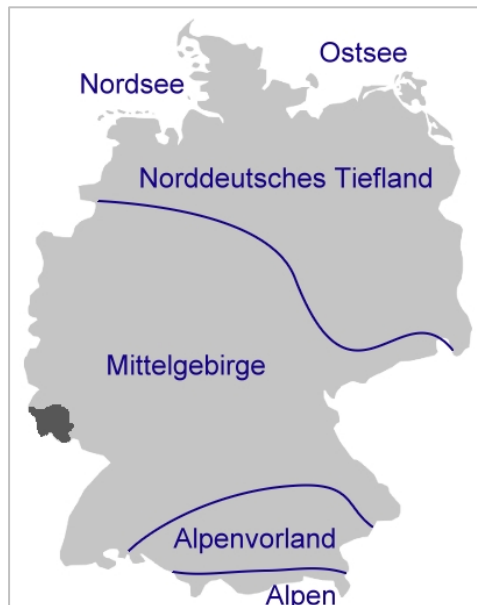 Ostsee
Nordsee
Norddeutsches Tiefland
Mittelgebirge
Alpenvorland
Alpen